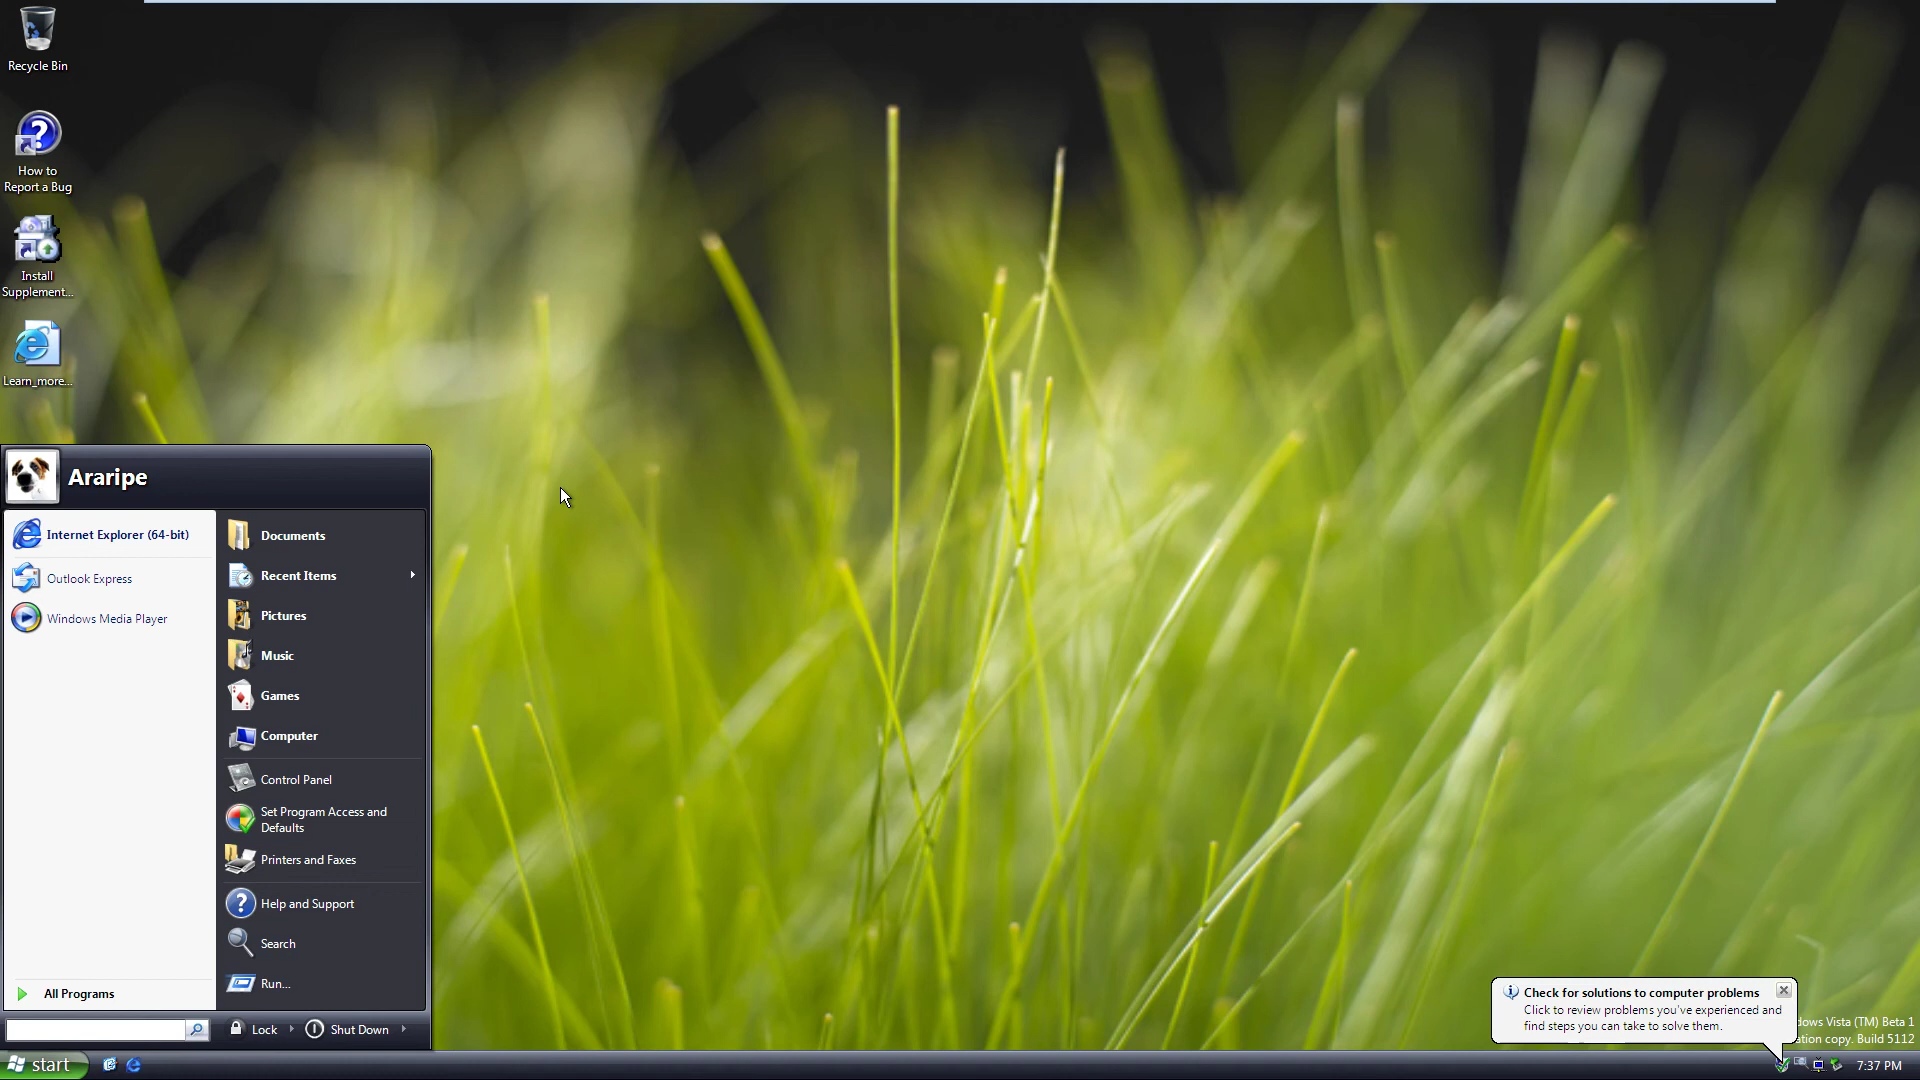 Recycle Bin
How to
Report a Bug
Install
Supplement...
Learn_more...
Araripe
Internet Explorer (64-bit)
Outlook Express
Windows Media Player
All Programs
Documents
Recent Items
Pictures
Music
Games
Computer
Control Panel
Set Program Access and
Defaults
Printers and Faxes
Help and Support
Search
Run...
Lock
Shut Down
Check for solutions to computer problems
Click to review problems you've experienced and
find steps you can take to solve them.
dows Vista (TM) Beta 1
ation copy. Build 5112
start
7:37 PM